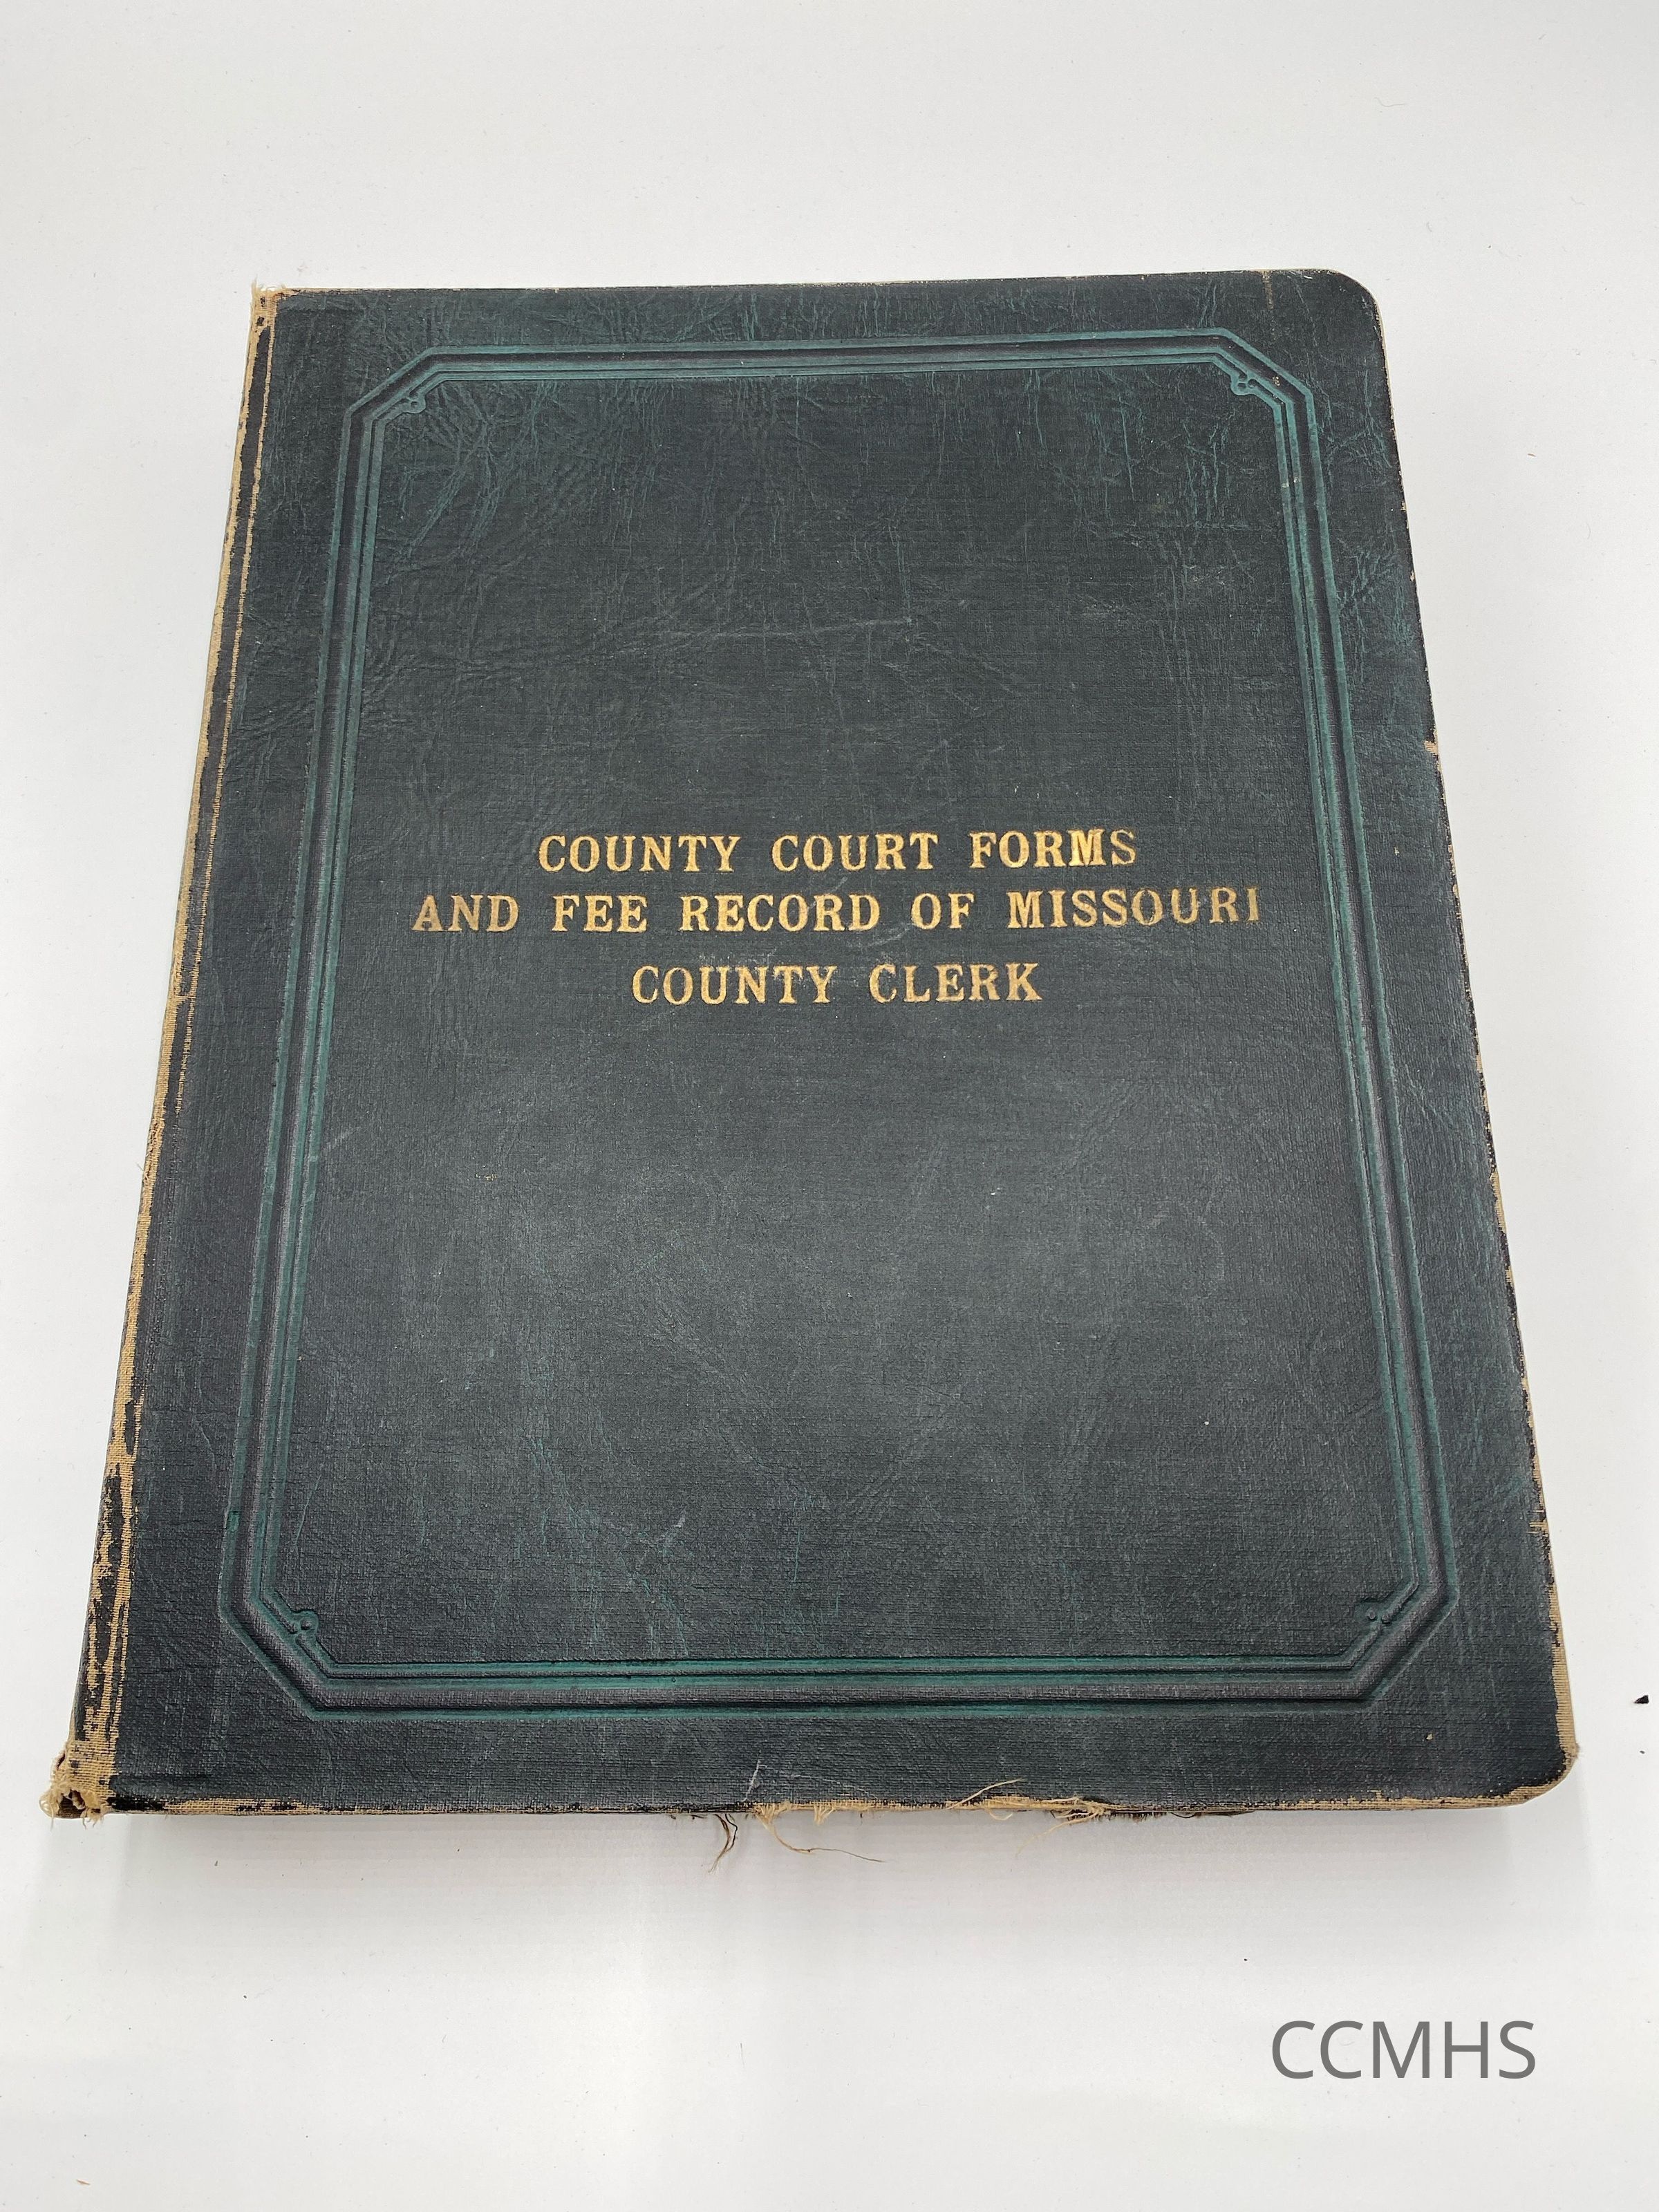 COUNTY COURT FORMS
AND FEE RECORD OF MISSOURI
COUNTY CLERK
CCMHS